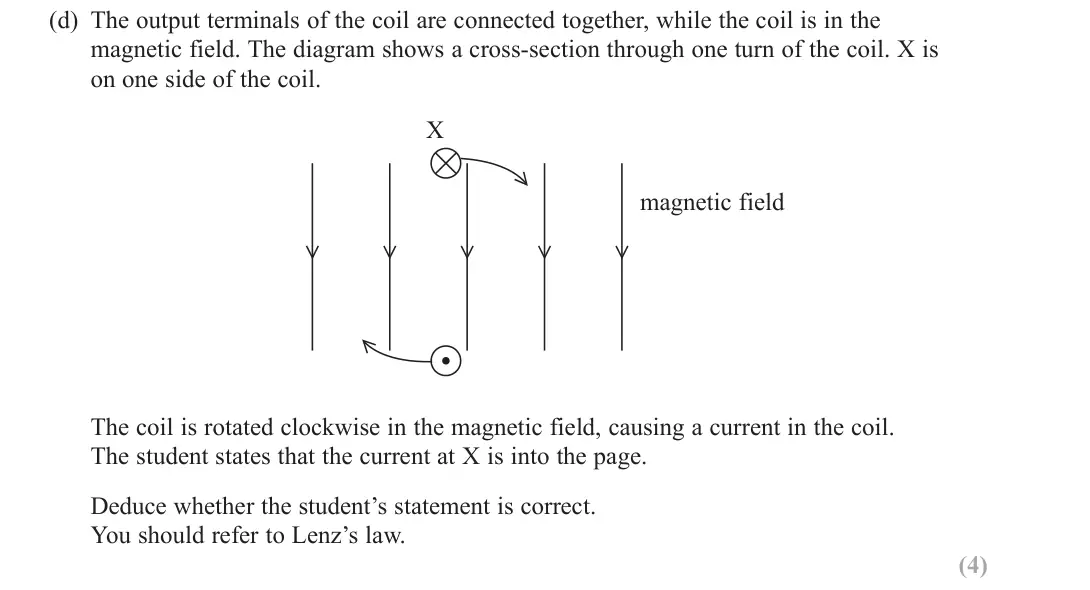 (d) The output terminals of the coil are connected together, while the coil is in the
magnetic field. The diagram shows a cross-section through one turn of the coil. X is
on one side of the coil.
X
magnetic field
The coil is rotated clockwise in the magnetic field, causing a current in the coil.
The student states that the current at X is into the page.
Deduce whether the student’s statement is correct.
You should refer to Lenz’s law.
(4)